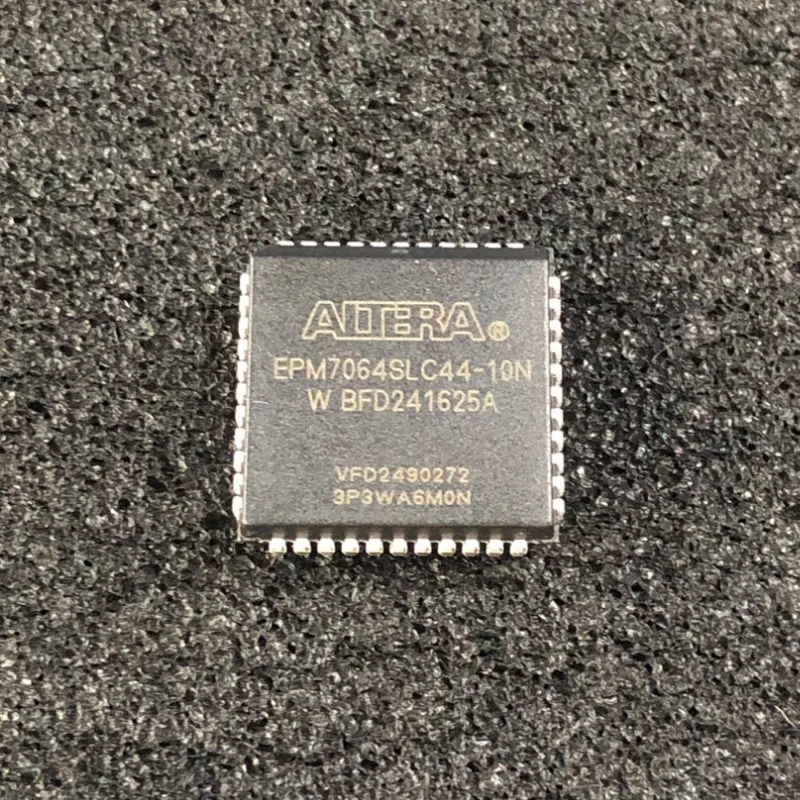 ALTERA®
EPM7064SLC44-10N
W BFD241625A
VFD2490272
3P3WA6M0N